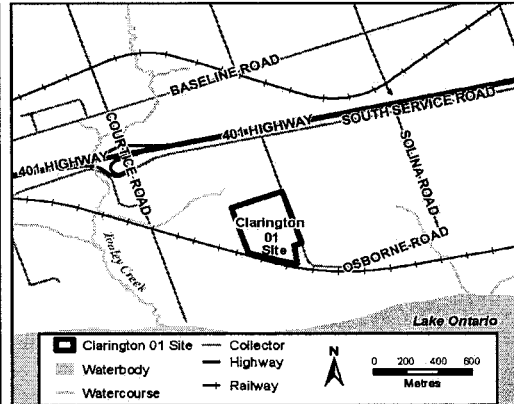 BASELINE ROAD
401 HIGHWAY
SOUTH SERVICE ROAD
401 HIGHWAY
COURTICE ROAD
SOLINA ROAD
Clarington
01
Site
OSBORNE ROAD
Tooley Creek
Lake Ontario
Clarington 01 Site
Waterbody
Watercourse
Collector
Highway
Railway
N
0 200 400 600
Metres